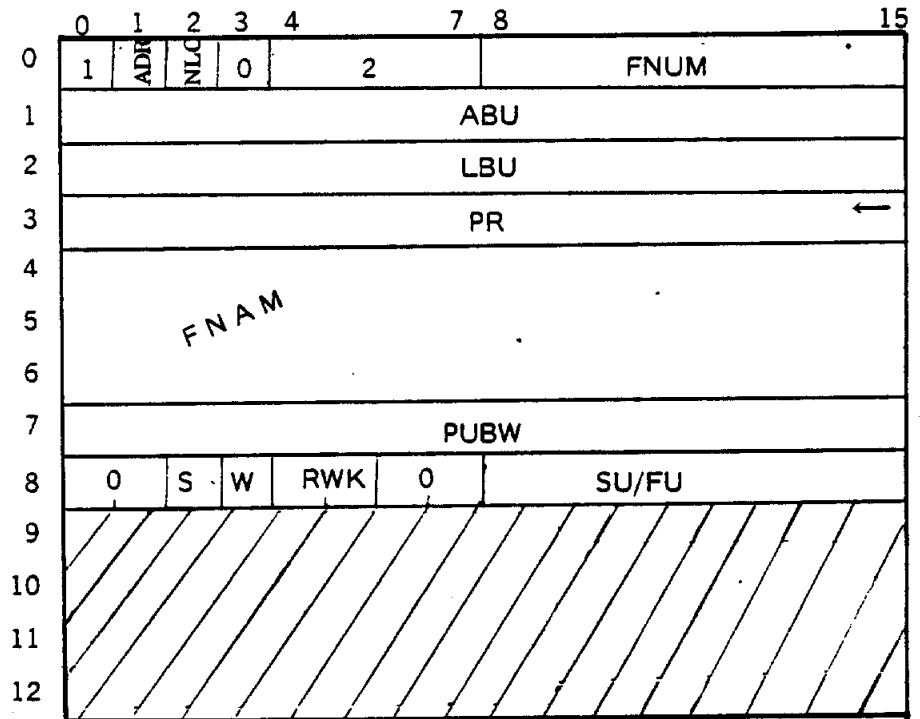 0 1 2 3 4 7 8 15
0 1 ADR NLC 0 2 FNUM
1 ABU
2 LBU
3 PR ←
4
5 FNAM
6
7 PUBW
8 0 S W RWK 0 SU/FU
9
10
11
12